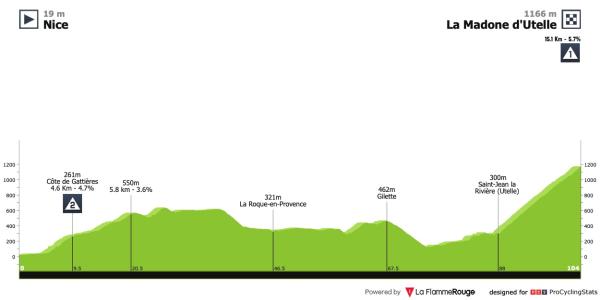 19 m
Nice
1166 m
La Madone d'Utelle
15.1 Km - 5.7%
1
261m
Côte de Gattières
4.6 Km - 4.7%
2
550m
5.8 km - 3.6%
321m
La Roque-en-Provence
462m
Gilette
300m
Saint-Jean la
Rivière (Utelle)
1200 1200
1000 1000
800 800
600 600
400 400
200 200
0 0
0 9.5 20.5 46.5 67.5 88 104
Powered by La FlammeRouge designed for PCS ProCyclingStats